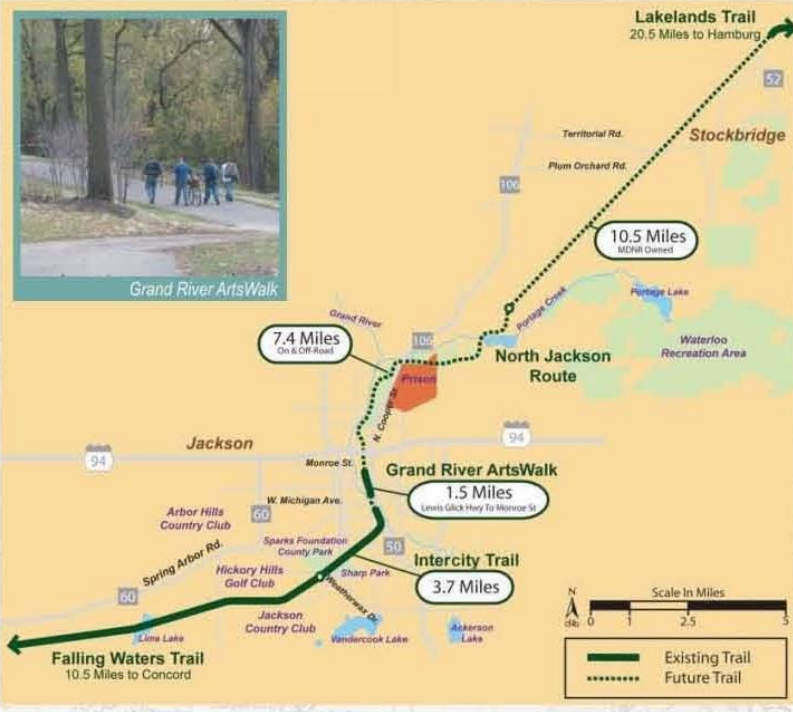 Lakelands Trail
20.5 Miles to Hamburg
52
Territorial Rd.
Stockbridge
Plum Orchard Rd.
106
10.5 Miles
MDNR Owned
Grand River ArtsWalk
Portage Creek
Portage Lake
Grand River
7.4 Miles
On & Off-Road
106
Waterloo
Recreation Area
North Jackson
Route
Prison
N. Cooper St.
Jackson
94
94
Monroe St.
Grand River ArtsWalk
1.5 Miles
Lewis Glick Hwy To Monroe St
W. Michigan Ave.
Arbor Hills
Country Club
60
Sparks Foundation
County Park
50
Intercity Trail
3.7 Miles
Spring Arbor Rd.
Hickory Hills
Golf Club
Sharp Park
Weatherwax Dr.
60
Jackson
Country Club
Lime Lake
Vandercook Lake
Ackerson
Lake
Falling Waters Trail
10.5 Miles to Concord
N
Scale In Miles
0 1 2.5 5
Existing Trail
Future Trail